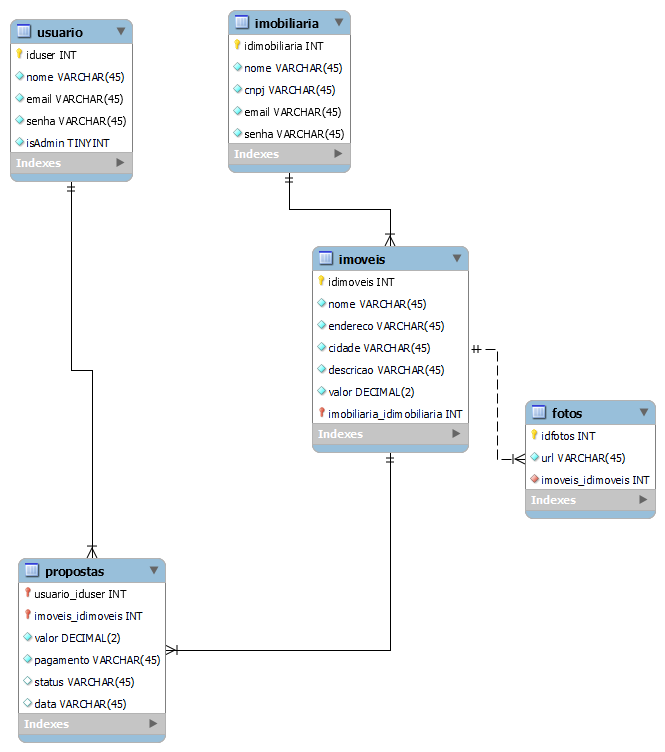 usuario
iduser INT
nome VARCHAR(45)
email VARCHAR(45)
senha VARCHAR(45)
isAdmin TINYINT
Indexes
imobiliaria
idimobiliaria INT
nome VARCHAR(45)
cnpj VARCHAR(45)
email VARCHAR(45)
senha VARCHAR(45)
Indexes
imoveis
idimoveis INT
nome VARCHAR(45)
endereco VARCHAR(45)
cidade VARCHAR(45)
descricao VARCHAR(45)
valor DECIMAL(2)
imobiliaria_idimobiliaria INT
Indexes
fotos
idfotos INT
url VARCHAR(45)
imoveis_idimoveis INT
Indexes
propostas
usuario_iduser INT
imoveis_idimoveis INT
valor DECIMAL(2)
pagamento VARCHAR(45)
status VARCHAR(45)
data VARCHAR(45)
Indexes